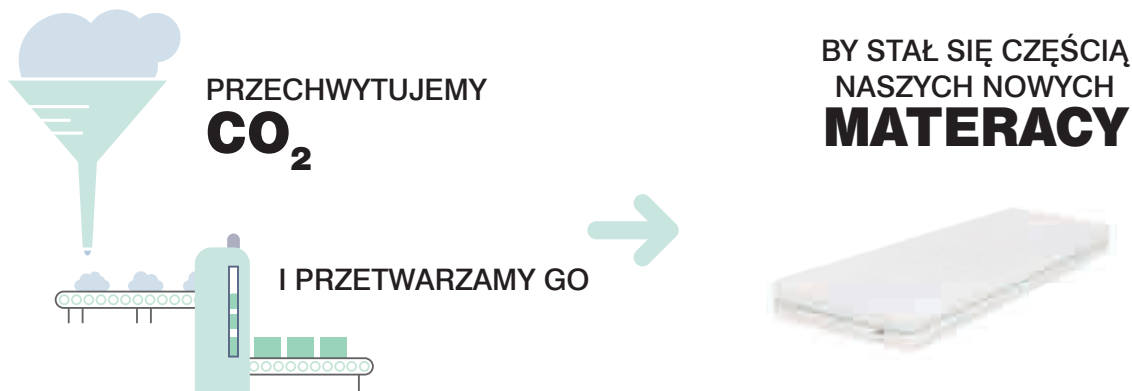 PRZECHWYTUJEMY
CO₂
I PRZETWARZAMY GO
BY STAŁ SIĘ CZĘŚCIĄ
NASZYCH NOWYCH
MATERACY